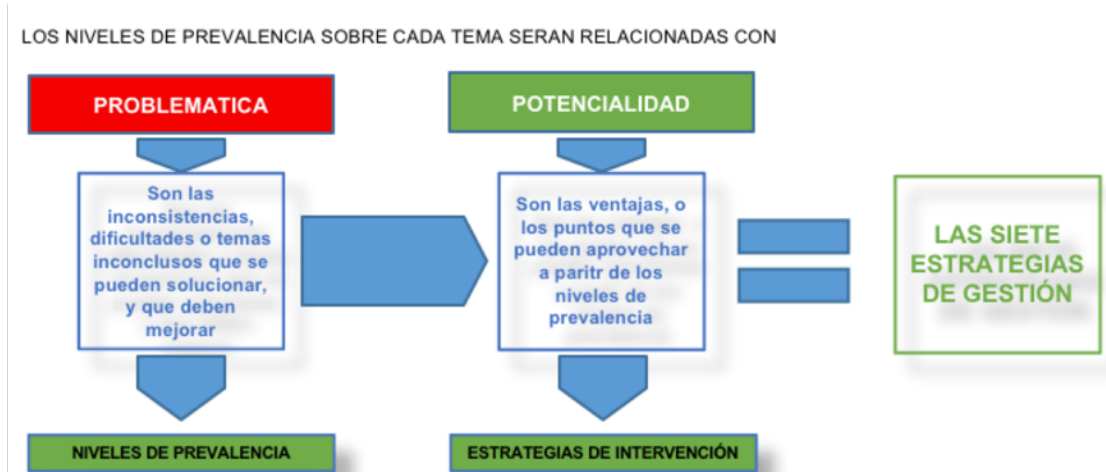 LOS NIVELES DE PREVALENCIA SOBRE CADA TEMA SERAN RELACIONADAS CON
PROBLEMATICA
Son las
inconsistencias,
dificultades o temas
inconclusos que se
pueden solucionar,
y que deben
mejorar
NIVELES DE PREVALENCIA
POTENCIALIDAD
Son las ventajas, o
los puntos que se
pueden aprovechar
a paritr de los
niveles de
prevalencia
ESTRATEGIAS DE INTERVENCIÓN
LAS SIETE
ESTRATEGIAS
DE GESTIÓN